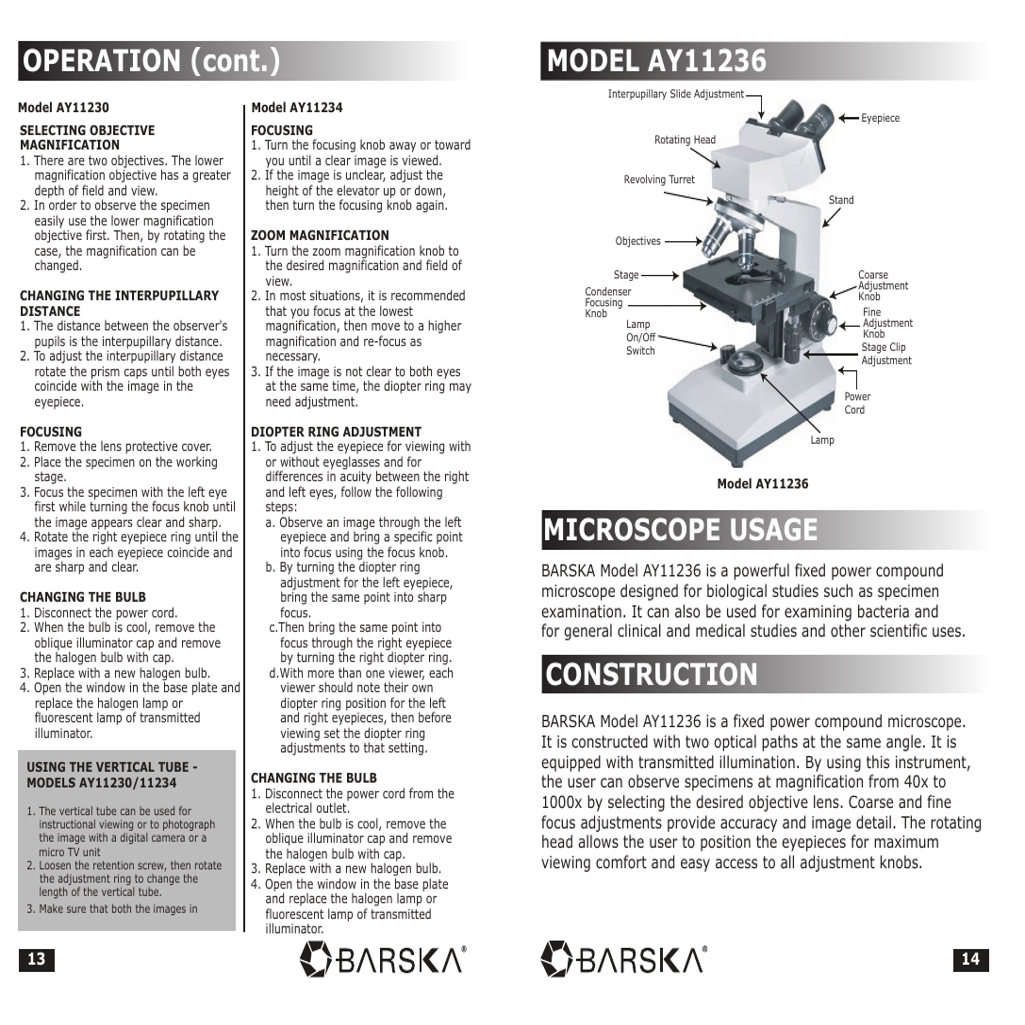 OPERATION (cont.)
Model AY11230
SELECTING OBJECTIVE
MAGNIFICATION
1. There are two objectives. The lower
magnification objective has a greater
depth of field and view.
2. In order to observe the specimen
easily use the lower magnification
objective first. Then, by rotating the
case, the magnification can be
changed.
CHANGING THE INTERPUPILLARY
DISTANCE
1. The distance between the observer's
pupils is the interpupillary distance.
2. To adjust the interpupillary distance
rotate the prism caps until both eyes
coincide with the image in the
eyepiece.
FOCUSING
1. Remove the lens protective cover.
2. Place the specimen on the working
stage.
3. Focus the specimen with the left eye
first while turning the focus knob until
the image appears clear and sharp.
4. Rotate the right eyepiece ring until the
images in each eyepiece coincide and
are sharp and clear.
CHANGING THE BULB
1. Disconnect the power cord.
2. When the bulb is cool, remove the
oblique illuminator cap and remove
the halogen bulb with cap.
3. Replace with a new halogen bulb.
4. Open the window in the base plate and
replace the halogen lamp or
fluorescent lamp of transmitted
illuminator.
USING THE VERTICAL TUBE -
MODELS AY11230/11234
1. The vertical tube can be used for
instructional viewing or to photograph
the image with a digital camera or a
micro TV unit
2. Loosen the retention screw, then rotate
the adjustment ring to change the
length of the vertical tube.
3. Make sure that both the images in
Model AY11234
FOCUSING
1. Turn the focusing knob away or toward
you until a clear image is viewed.
2. If the image is unclear, adjust the
height of the elevator up or down,
then turn the focusing knob again.
ZOOM MAGNIFICATION
1. Turn the zoom magnification knob to
the desired magnification and field of
view.
2. In most situations, it is recommended
that you focus at the lowest
magnification, then move to a higher
magnification and re-focus as
necessary.
3. If the image is not clear to both eyes
at the same time, the diopter ring may
need adjustment.
DIOPTER RING ADJUSTMENT
1. To adjust the eyepiece for viewing with
or without eyeglasses and for
differences in acuity between the right
and left eyes, follow the following
steps:
a. Observe an image through the left
eyepiece and bring a specific point
into focus using the focus knob.
b. By turning the diopter ring
adjustment for the left eyepiece,
bring the same point into sharp
focus.
c.Then bring the same point into
focus through the right eyepiece
by turning the right diopter ring.
d.With more than one viewer, each
viewer should note their own
diopter ring position for the left
and right eyepieces, then before
viewing set the diopter ring
adjustments to that setting.
CHANGING THE BULB
1. Disconnect the power cord from the
electrical outlet.
2. When the bulb is cool, remove the
oblique illuminator cap and remove
the halogen bulb with cap.
3. Replace with a new halogen bulb.
4. Open the window in the base plate
and replace the halogen lamp or
fluorescent lamp of transmitted
illuminator.
13
BARSKA®
MODEL AY11236
Interpupillary Slide Adjustment
Eyepiece
Rotating Head
Revolving Turret
Stand
Objectives
Stage
Condenser
Focusing
Knob
Coarse
Adjustment
Knob
Fine
Adjustment
Knob
Lamp
On/Off
Switch
Stage Clip
Adjustment
Power
Cord
Lamp
Model AY11236
MICROSCOPE USAGE
BARSKA Model AY11236 is a powerful fixed power compound
microscope designed for biological studies such as specimen
examination. It can also be used for examining bacteria and
for general clinical and medical studies and other scientific uses.
CONSTRUCTION
BARSKA Model AY11236 is a fixed power compound microscope.
It is constructed with two optical paths at the same angle. It is
equipped with transmitted illumination. By using this instrument,
the user can observe specimens at magnification from 40x to
1000x by selecting the desired objective lens. Coarse and fine
focus adjustments provide accuracy and image detail. The rotating
head allows the user to position the eyepieces for maximum
viewing comfort and easy access to all adjustment knobs.
BARSKA®
14